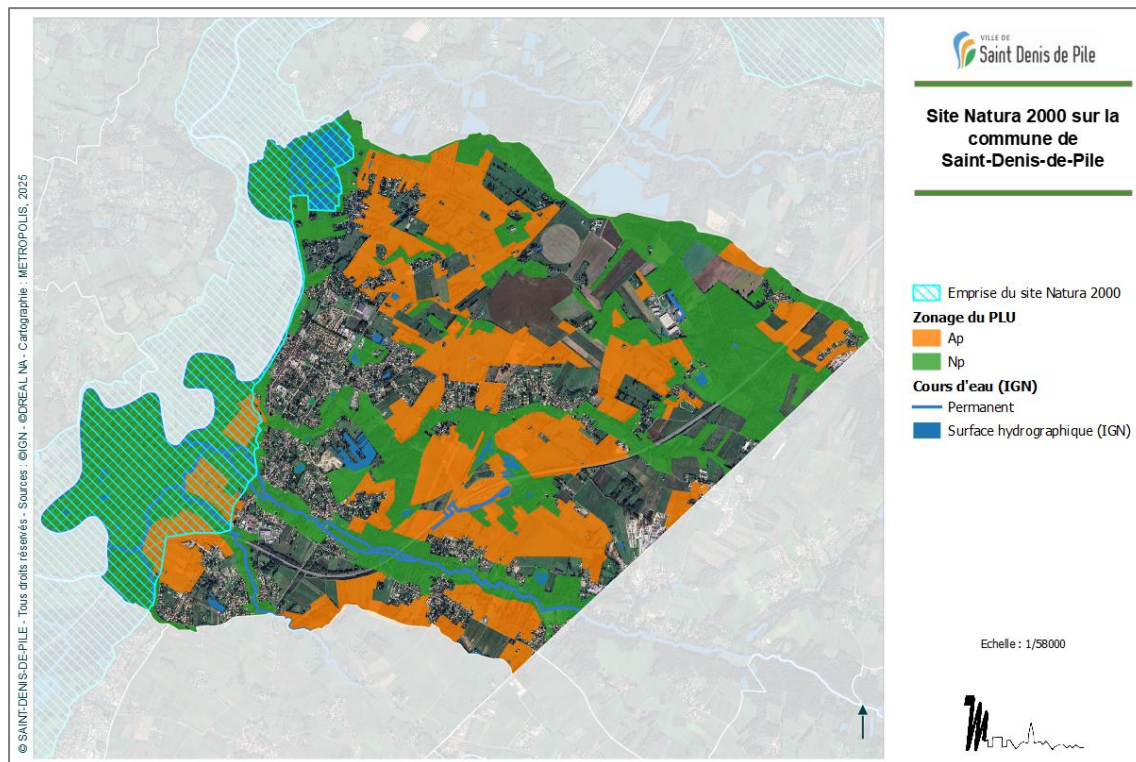 VILLE DE
Saint Denis de Pile
Site Natura 2000 sur la
commune de
Saint-Denis-de-Pile
Emprise du site Natura 2000
Zonage du PLU
Ap
Np
Cours d'eau (IGN)
Permanent
Surface hydrographique (IGN)
Echelle : 1/58000
© SAINT-DENIS-DE-PILE - Tous droits réservés - Sources : ©IGN - ©DREAL NA - Cartographie : METROPOLIS, 2025